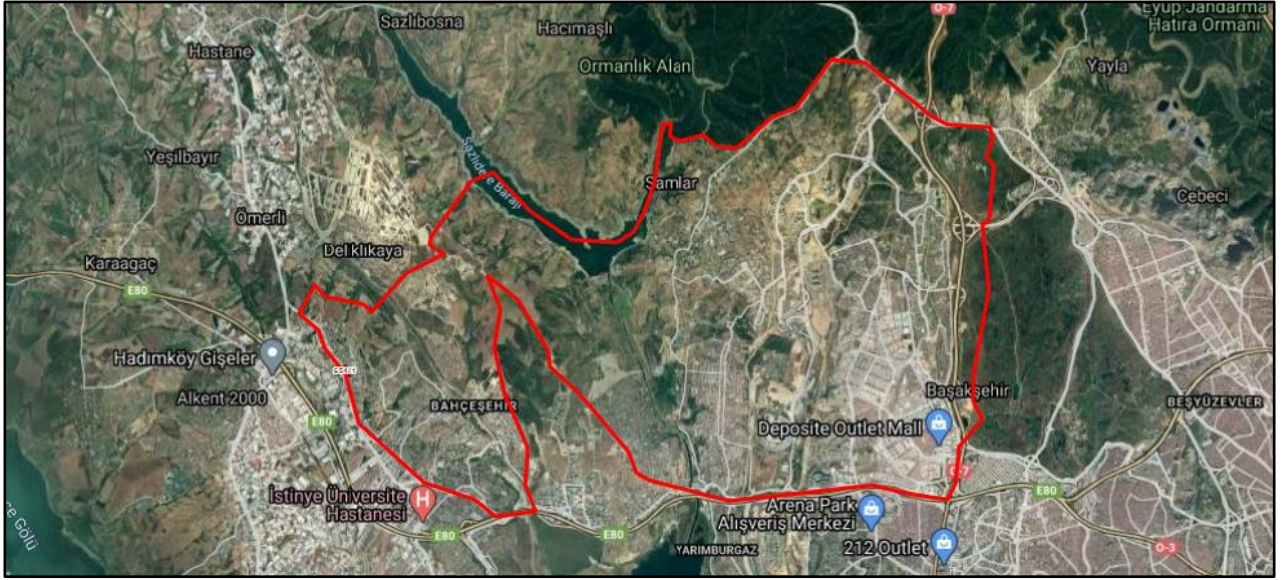 Sazlıbosna
Hacımaşlı
O-7
Eyüp Jandarma
Hatıra Ormanı
Hastane
Ormanlık Alan
Yayla
Yeşilbayır
Sazlıdere Barajı
Şamlar
Cebeci
Ömerli
Deliklikaya
Karaagaç
E80
Hadımköy Gişeler
Alkent 2000
E80
BAHÇEŞEHİR
Başakşehir
BEŞYÜZEVLER
Deposite Outlet Mall
O-7
İstinye Üniversite
Hastanesi
H
E80
Arena Park
Alışveriş Merkezi
E80
E80
YARIMBURGAZ
212 Outlet
O-3
ce Gölü